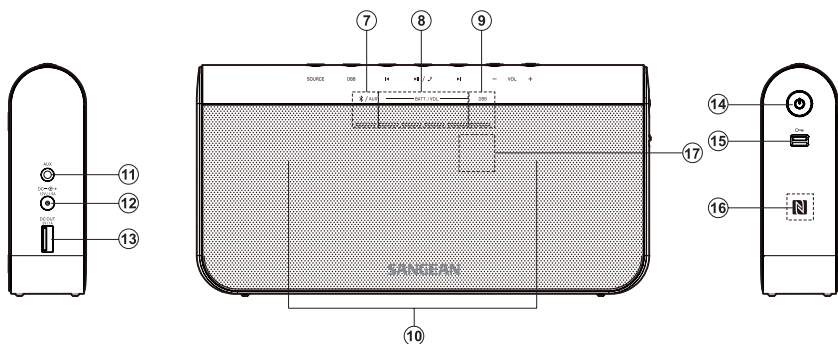 7 8 9
SOURCE DBB VOL
/ AUX BATT./VOL DBB
14
15
17
AUX
11
DC
12
16
DC OUT
13
SANGEAN
10